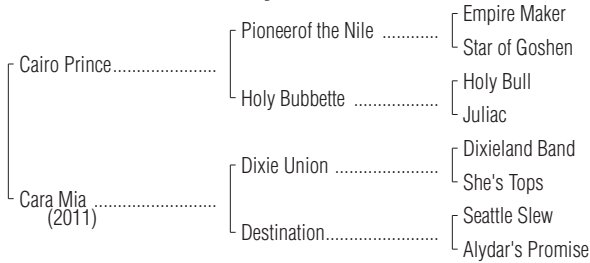 Empire Maker
Pioneerof the Nile ............
Star of Goshen
Cairo Prince......................
Holy Bull
Holy Bubbette ..................
Juliac
Dixieland Band
Dixie Union ......................
She's Tops
Cara Mia ..........................
(2011)
Seattle Slew
Destination........................
Alydar's Promise